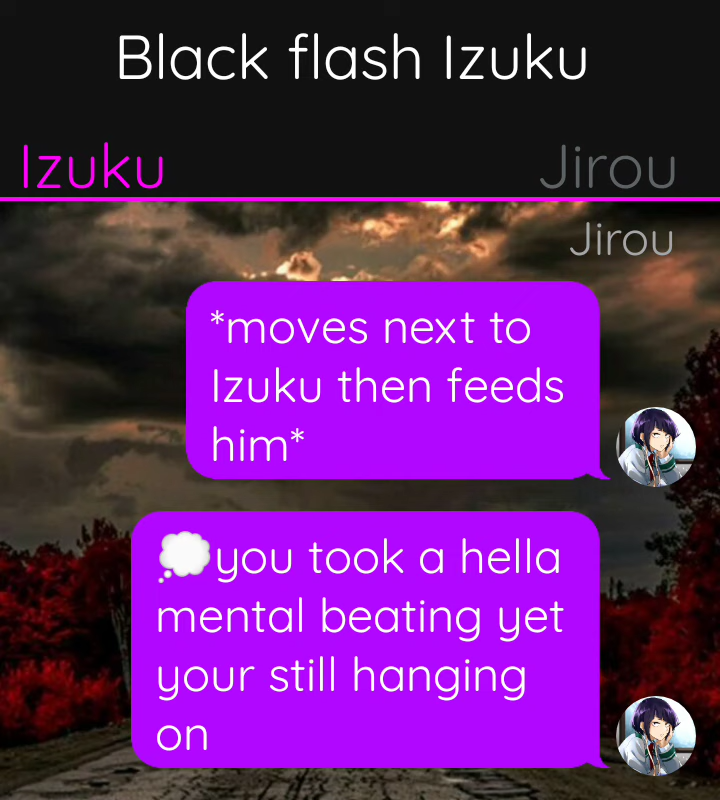 Black flash Izuku
Izuku Jirou
Jirou
*moves next to
Izuku then feeds
him*
💭you took a hella
mental beating yet
your still hanging
on